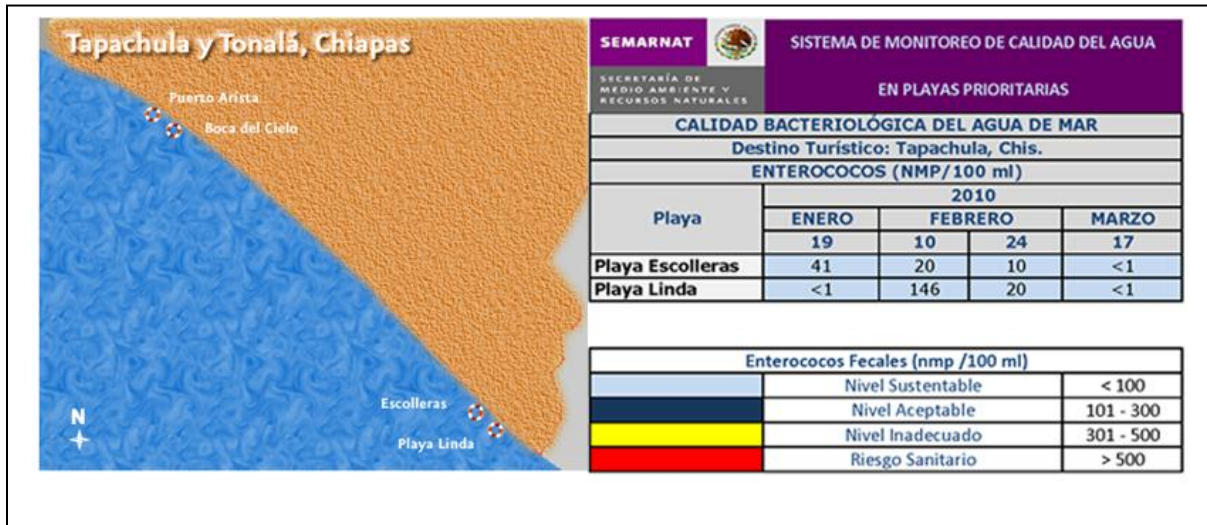 Tapachula y Tonalá, Chiapas
Puerto Arista
Boca del Cielo
Escolleras
Playa Linda
N
SEMARNAT
SECRETARÍA DE
MEDIO AMBIENTE Y
RECURSOS NATURALES
SISTEMA DE MONITOREO DE CALIDAD DEL AGUA
EN PLAYAS PRIORITARIAS
CALIDAD BACTERIOLÓGICA DEL AGUA DE MAR
Destino Turístico: Tapachula, Chis.
ENTEROCOCOS (NMP/100 ml)
Playa 2010
ENERO FEBRERO MARZO
19 10 24 17
Playa Escolleras 41 20 10 <1
Playa Linda <1 146 20 <1
Enterococos Fecales (nmp /100 ml)
Nivel Sustentable < 100
Nivel Aceptable 101 - 300
Nivel Inadecuado 301 - 500
Riesgo Sanitario > 500